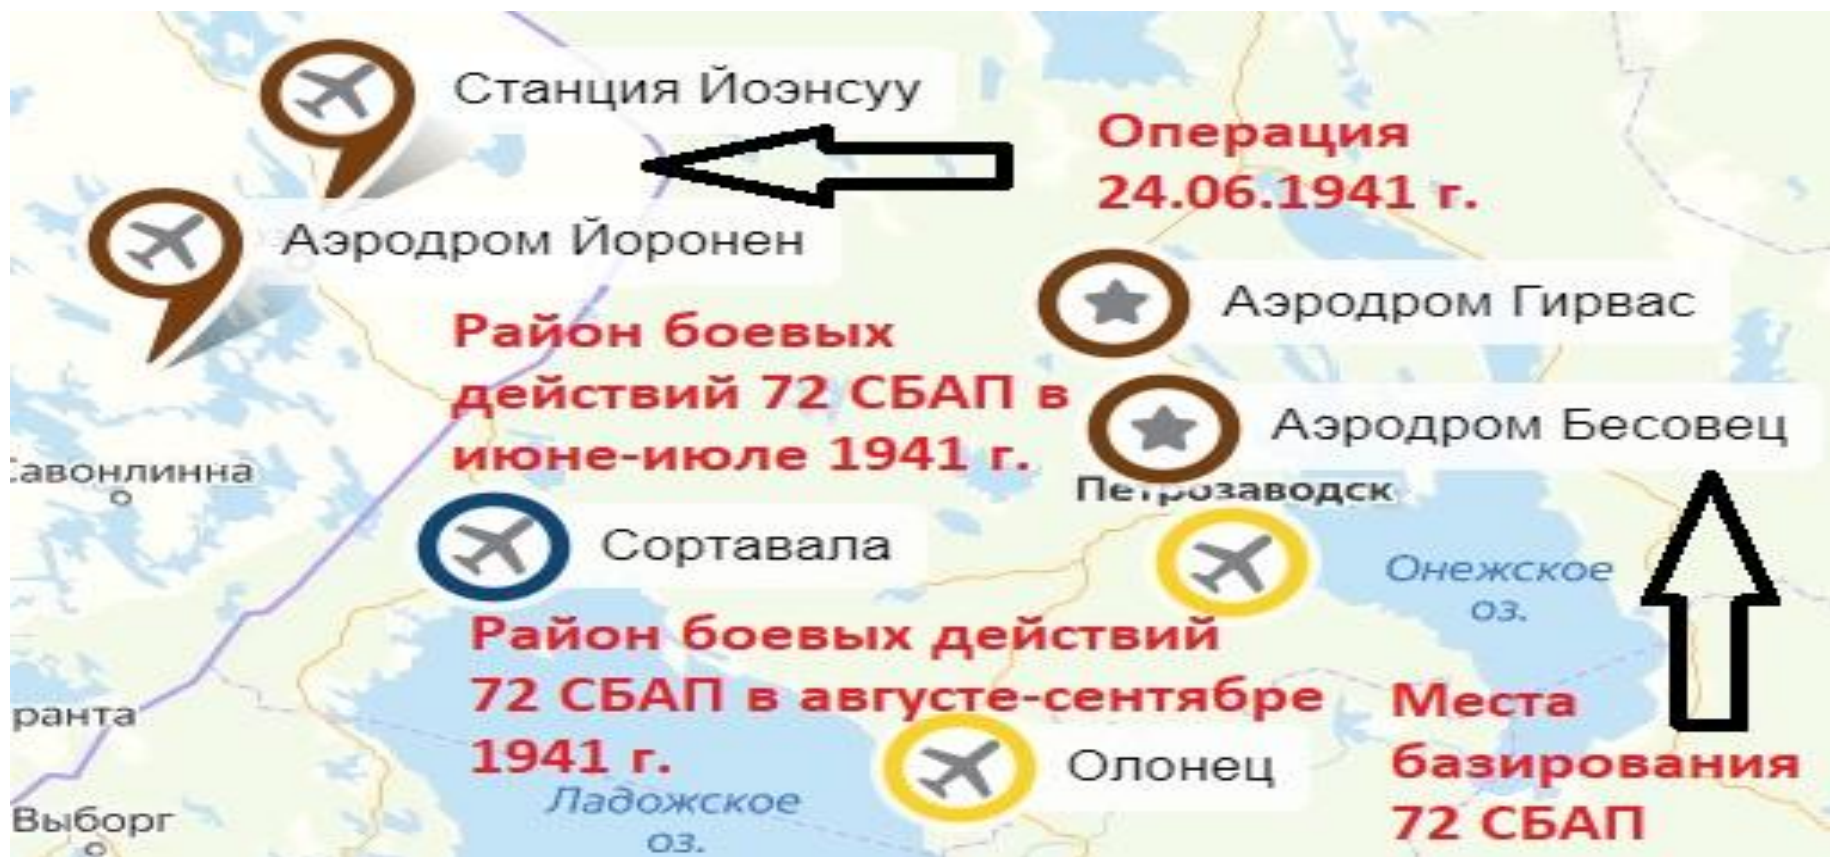 Станция Йоэнсуу
Операция
24.06.1941 г.
Аэродром Йоронен
Аэродром Гирвас
Район боевых
действий 72 СБАП в
июне-июле 1941 г.
Аэродром Бесовец
авонлинна
Петрозаводск
Сортавала
Онежское
оз.
Район боевых действий
72 СБАП в августе-сентябре
1941 г.
ранта
Места
базирования
72 СБАП
Олонец
Ладожское
оз.
Выборг